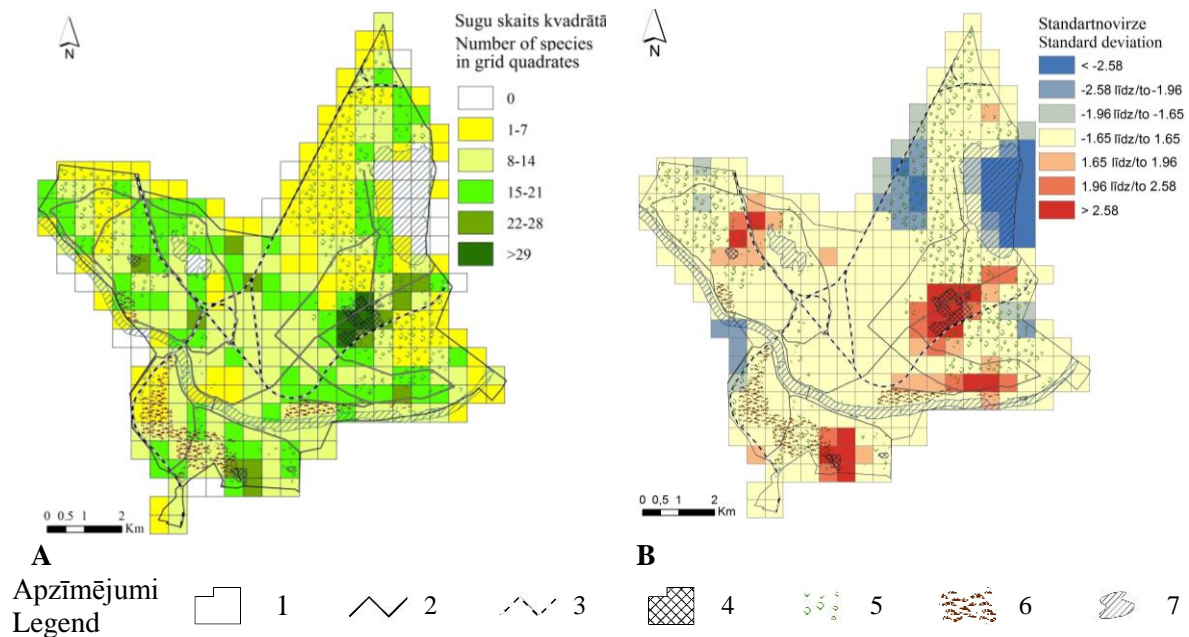 N
Sugu skaits kvadrātā
Number of species
in grid quadrates
0
1-7
8-14
15-21
22-28
>29
0 0,5 1 2
Km
A
N
Standartnovirze
Standard deviation
< -2.58
-2.58 līdz/to -1.96
-1.96 līdz/to -1.65
-1.65 līdz/to 1.65
1.65 līdz/to 1.96
1.96 līdz/to 2.58
> 2.58
0 0,5 1 2
Km
B
Apzīmējumi
Legend
1 2 3 4 5 6 7